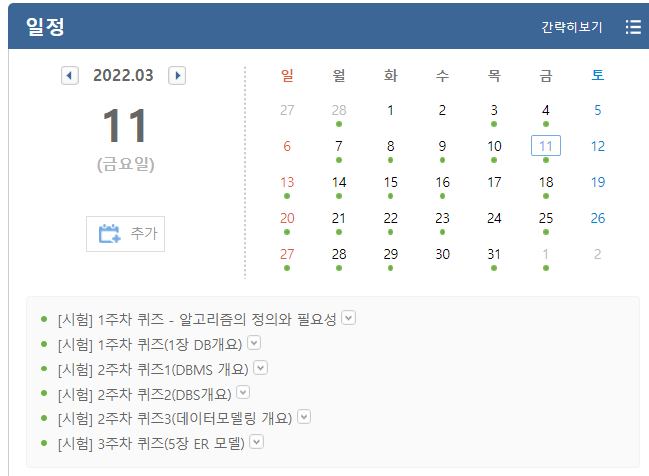 일정
간략히보기
2022.03
11
(금요일)
추가
일 월 화 수 목 금 토
27 28 1 2 3 4 5
6 7 8 9 10 11 12
13 14 15 16 17 18 19
20 21 22 23 24 25 26
27 28 29 30 31 1 2
[시험] 1주차 퀴즈 - 알고리즘의 정의와 필요성
[시험] 1주차 퀴즈(1장 DB개요)
[시험] 2주차 퀴즈1(DBMS 개요)
[시험] 2주차 퀴즈2(DBS개요)
[시험] 2주차 퀴즈3(데이터모델링 개요)
[시험] 3주차 퀴즈(5장 ER 모델)